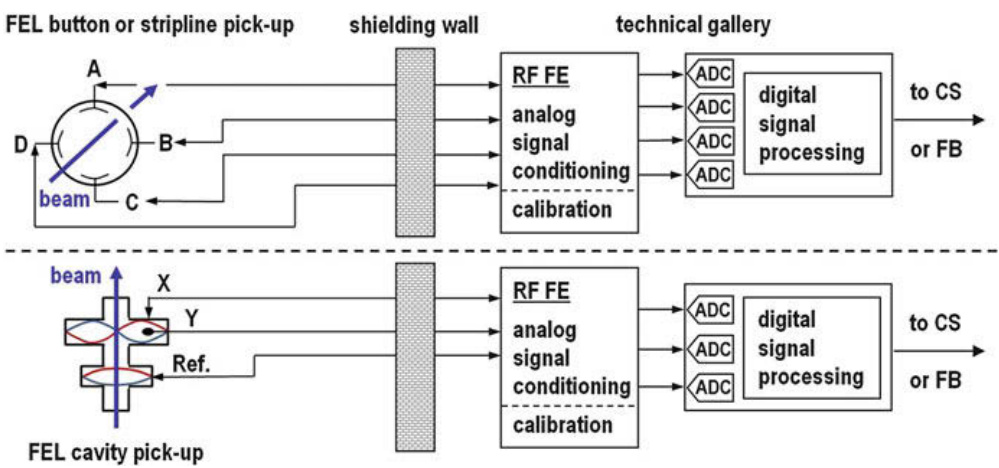 FEL button or stripline pick-up
shielding wall
technical gallery
A
B
C
D
beam
RF FE
analog
signal
conditioning
calibration
ADC
ADC
ADC
ADC
digital
signal
processing
to CS
or FB
beam
X
Y
Ref.
FEL cavity pick-up
RF FE
analog
signal
conditioning
calibration
ADC
ADC
ADC
digital
signal
processing
to CS
or FB